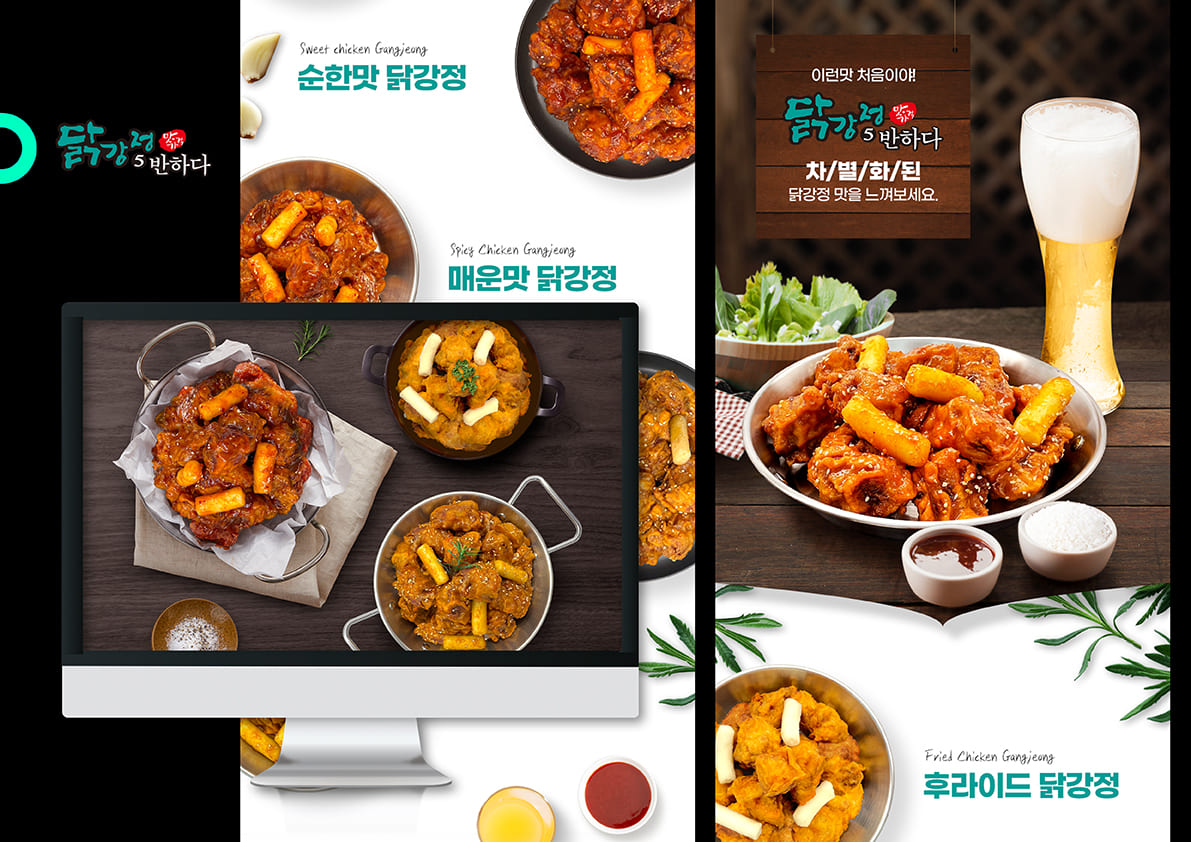 닭강정
5 반하다
Sweet chicken Gangjeong
순한맛 닭강정
Spicy Chicken Gangjeong
매운맛 닭강정
이런맛 처음이야!
닭강정
5 반하다
차/별/화/된
닭강정 맛을 느껴보세요.
Fried Chicken Gangjeong
후라이드 닭강정